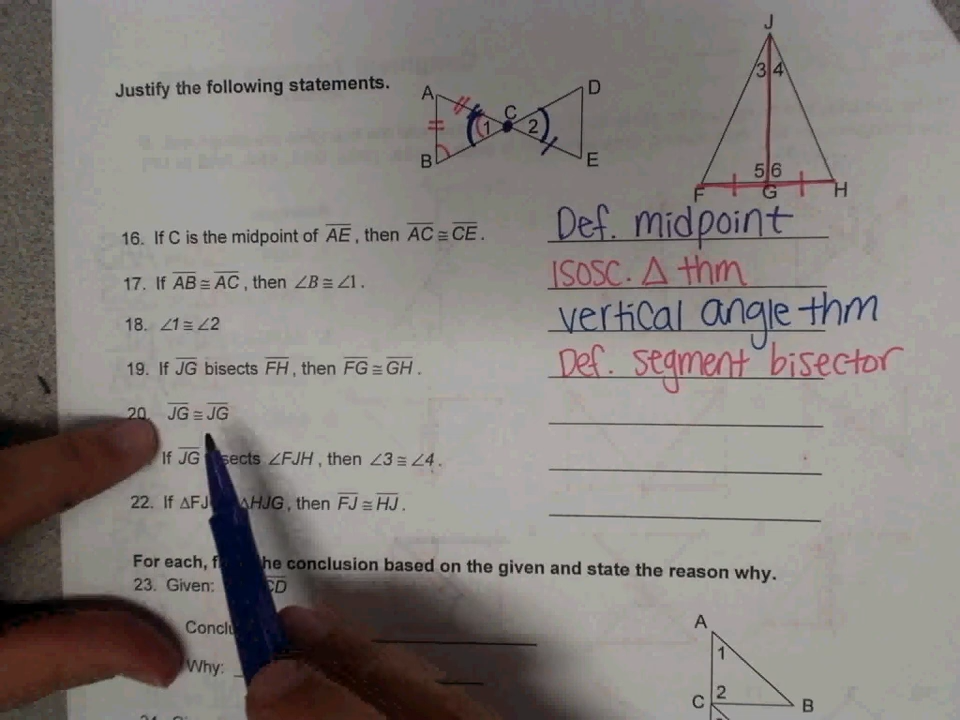 J
Justify the following statements.
A
D
C
1
2
3 4
B
E
5 6
F
G
H
16. If C is the midpoint of AE, then AC ≅ CE.
Def. midpoint
17. If AB ≅ AC, then ∠B ≅ ∠1.
Isosc. Δ thm
18. ∠1 ≅ ∠2
vertical angle thm
19. If JG bisects FH, then FG ≅ GH.
Def. segment bisector
20. JG ≅ JG
If JG ∠FJH, then ∠3 ≅ ∠4.
22. If ΔFJ ΔHJG, then FJ ≅ HJ.
For each, the conclusion based on the given and state the reason why.
23. Given: CD
A
1
Why:
2
C
B